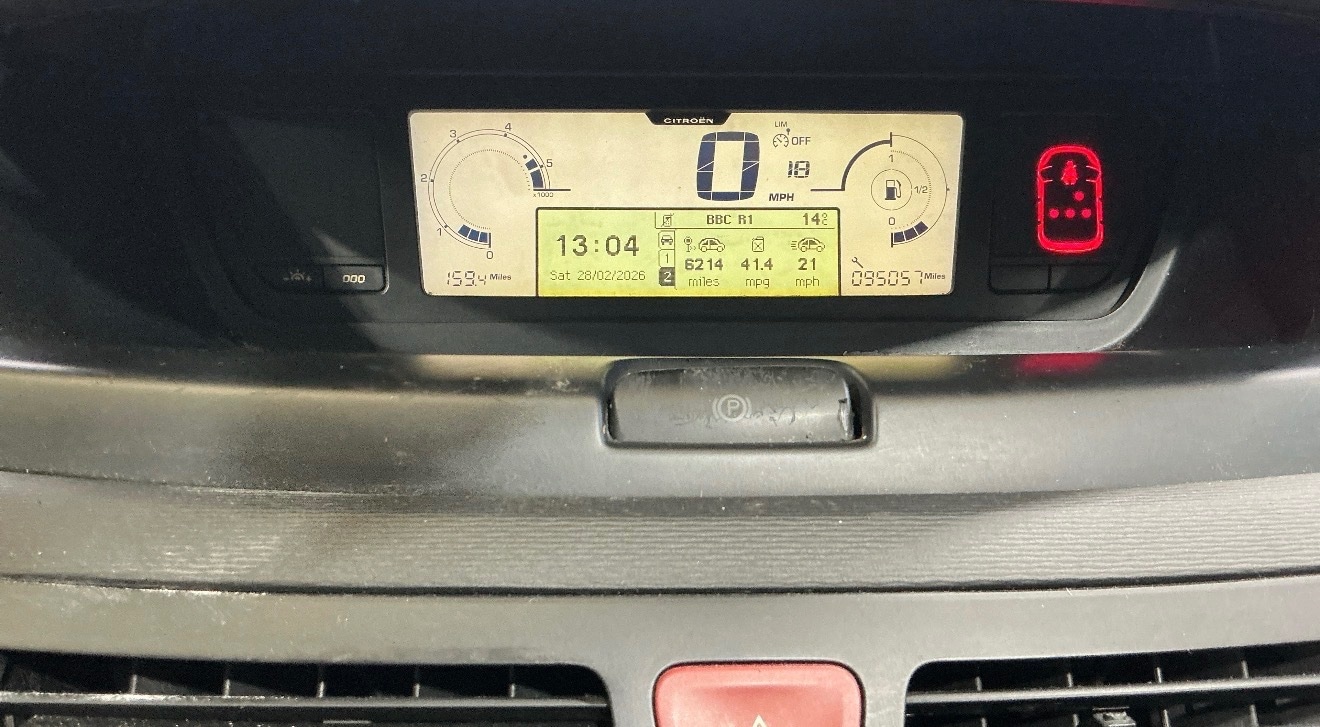 CITROËN
3
4
2
5
x1000
1
0
159.4 Miles
0
MPH
LIM
OFF
18
1
1/2
0
095057 Miles
BBC R1 14°C
13:04
Sat 28/02/2026
1
2
6214 41.4 21
miles mpg mph
000
P